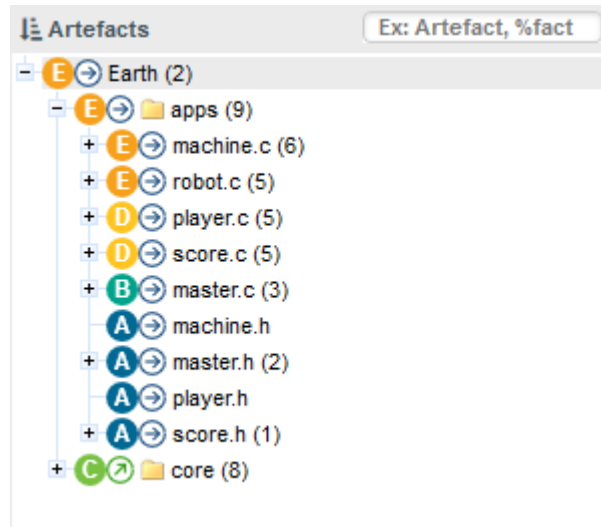 Artefacts Ex: Artefact, %fact
E Earth (2)
E apps (9)
E machine.c (6)
E robot.c (5)
D player.c (5)
D score.c (5)
B master.c (3)
A machine.h
A master.h (2)
A player.h
A score.h (1)
C core (8)